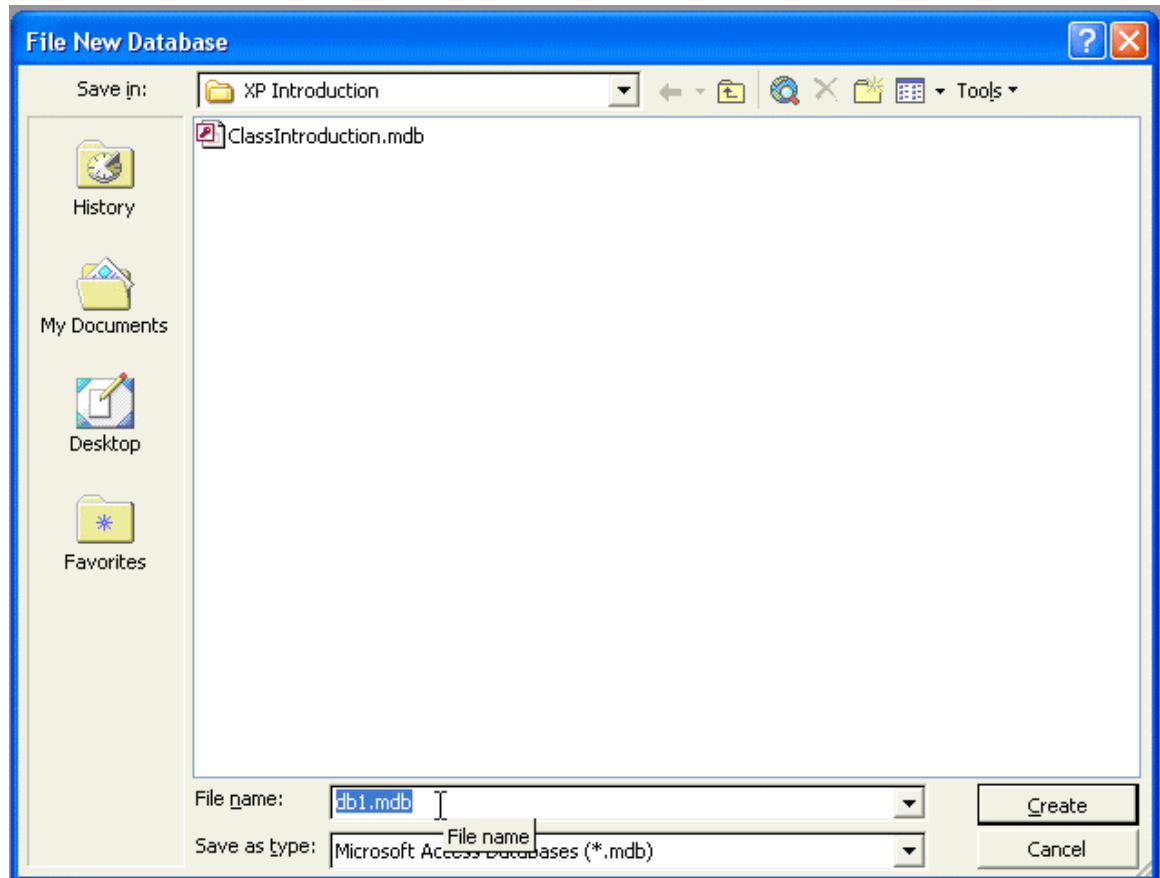 File New Database
Save in:
XP Introduction
Tools
ClassIntroduction.mdb
History
My Documents
Desktop
Favorites
File name:
db1.mdb
Create
File name
Save as type:
Microsoft Access Databases (*.mdb)
Cancel